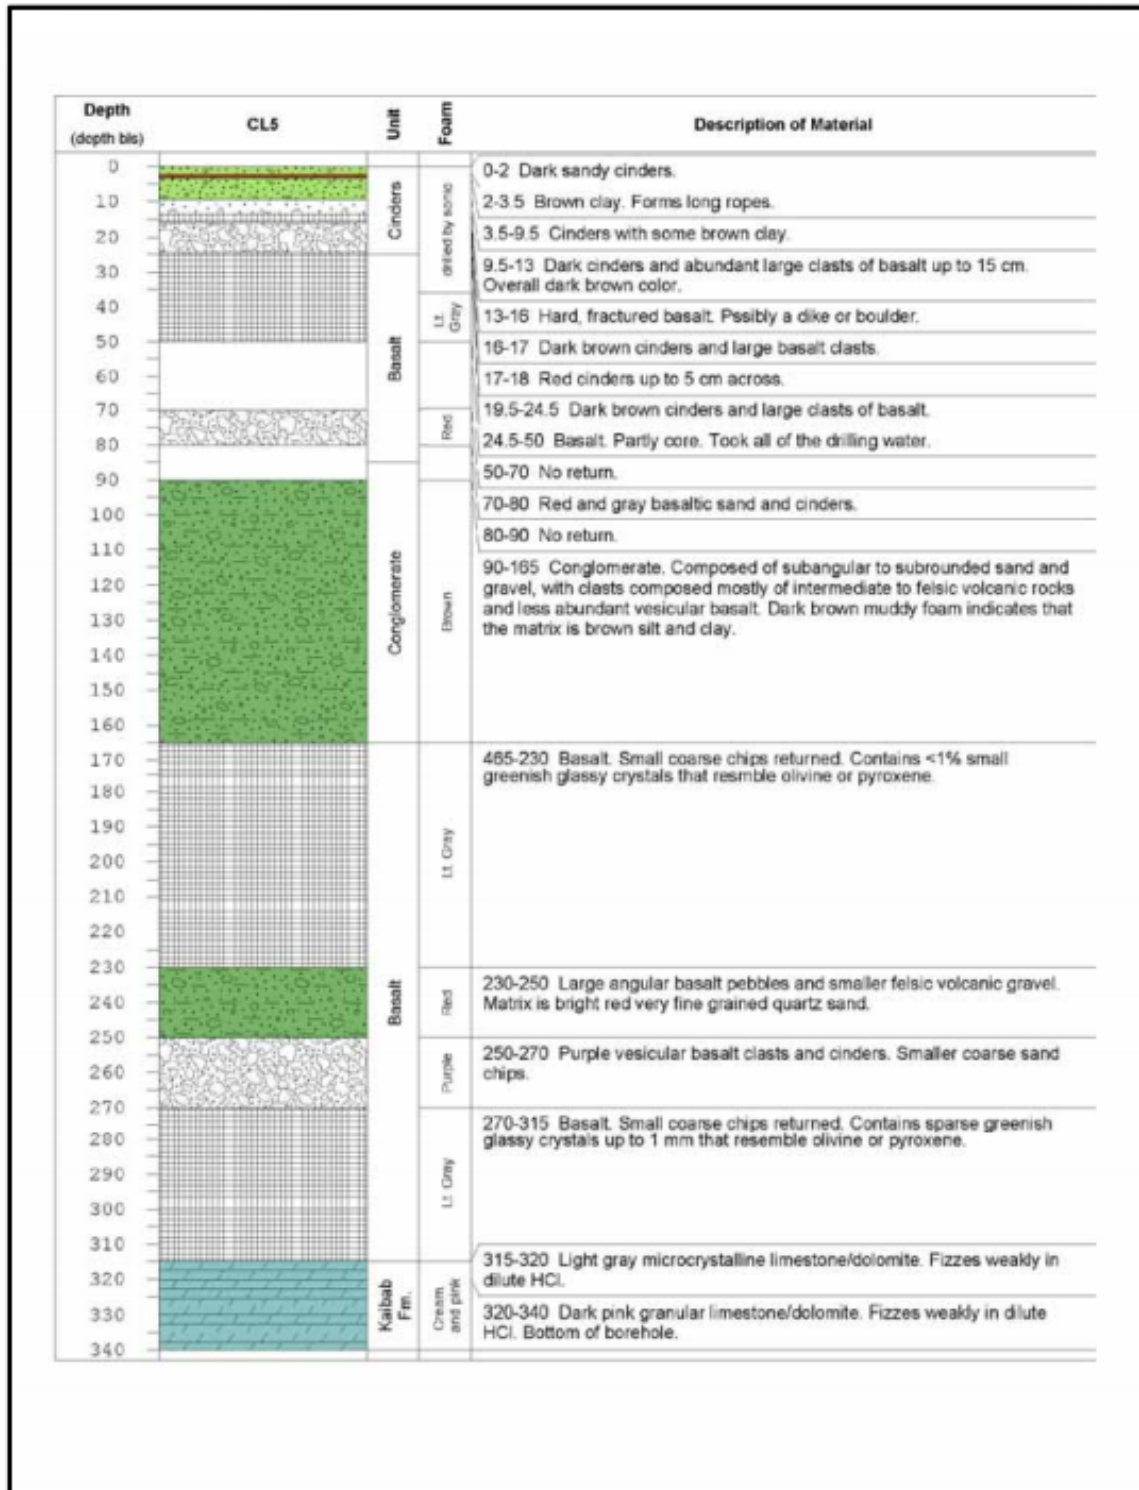 Depth
(depth bls)
CL5
Unit
Foam
Description of Material
0
10
20
30
40
50
60
70
80
90
100
110
120
130
140
150
160
170
180
190
200
210
220
230
240
250
260
270
280
290
300
310
320
330
340
Cinders
Basalt
Conglomerate
Basalt
Kaibab
Fm.
drilled by sonic
Lt.
Gray
Red
Brown
Lt. Gray
Red
Purple
Lt. Gray
Cream
and pink
0-2 Dark sandy cinders.
2-3.5 Brown clay. Forms long ropes.
3.5-9.5 Cinders with some brown clay.
9.5-13 Dark cinders and abundant large clasts of basalt up to 15 cm.
Overall dark brown color.
13-16 Hard, fractured basalt. Pssibly a dike or boulder.
16-17 Dark brown cinders and large basalt clasts.
17-18 Red cinders up to 5 cm across.
19.5-24.5 Dark brown cinders and large clasts of basalt.
24.5-50 Basalt. Partly core. Took all of the drilling water.
50-70 No return.
70-80 Red and gray basaltic sand and cinders.
80-90 No return.
90-165 Conglomerate. Composed of subangular to subrounded sand and
gravel, with clasts composed mostly of intermediate to felsic volcanic rocks
and less abundant vesicular basalt. Dark brown muddy foam indicates that
the matrix is brown silt and clay.
465-230 Basalt. Small coarse chips returned. Contains <1% small
greenish glassy crystals that resmble olivine or pyroxene.
230-250 Large angular basalt pebbles and smaller felsic volcanic gravel.
Matrix is bright red very fine grained quartz sand.
250-270 Purple vesicular basalt clasts and cinders. Smaller coarse sand
chips.
270-315 Basalt. Small coarse chips returned. Contains sparse greenish
glassy crystals up to 1 mm that resemble olivine or pyroxene.
315-320 Light gray microcrystalline limestone/dolomite. Fizzes weakly in
dilute HCl.
320-340 Dark pink granular limestone/dolomite. Fizzes weakly in dilute
HCl. Bottom of borehole.